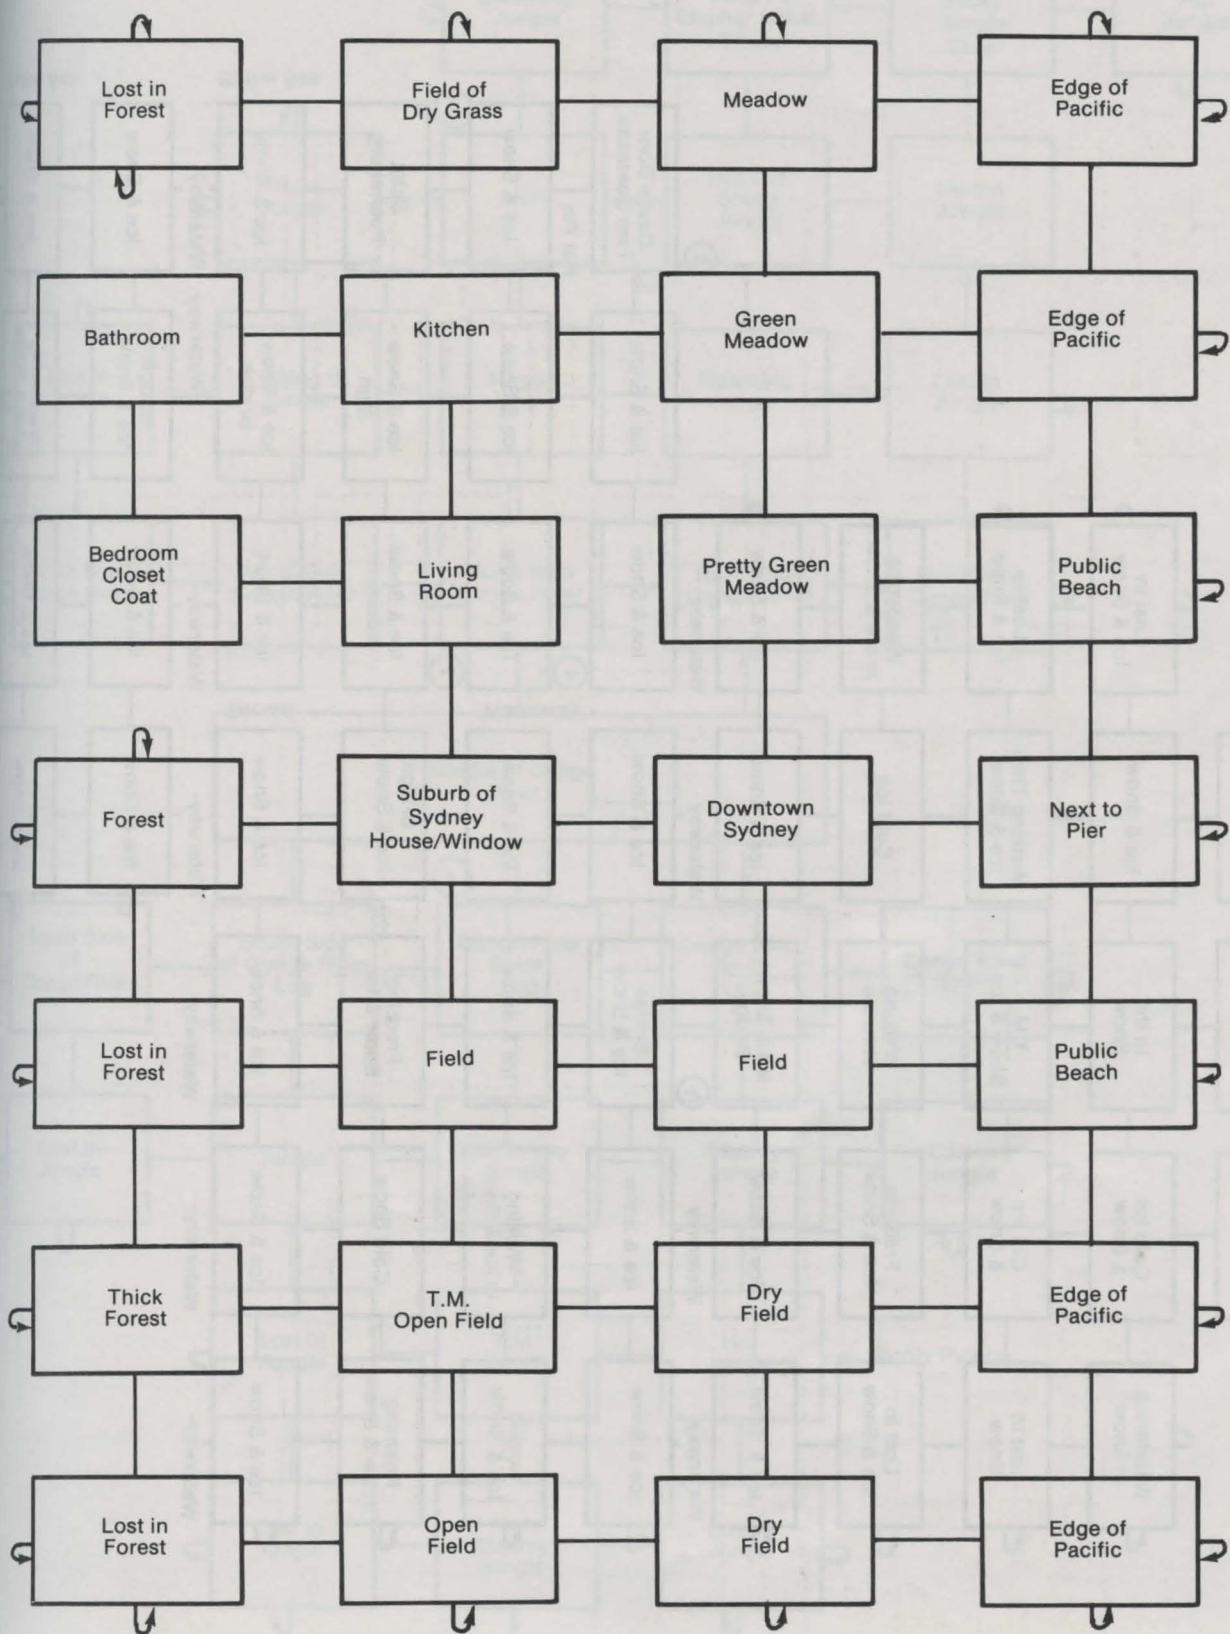 Lost in
Forest
Field of
Dry Grass
Meadow
Edge of
Pacific
Bathroom
Kitchen
Green
Meadow
Edge of
Pacific
Bedroom
Closet
Coat
Living
Room
Pretty Green
Meadow
Public
Beach
Forest
Suburb of
Sydney
House/Window
Downtown
Sydney
Next to
Pier
Lost in
Forest
Field
Field
Public
Beach
Thick
Forest
T.M.
Open Field
Dry
Field
Edge of
Pacific
Lost in
Forest
Open
Field
Dry
Field
Edge of
Pacific